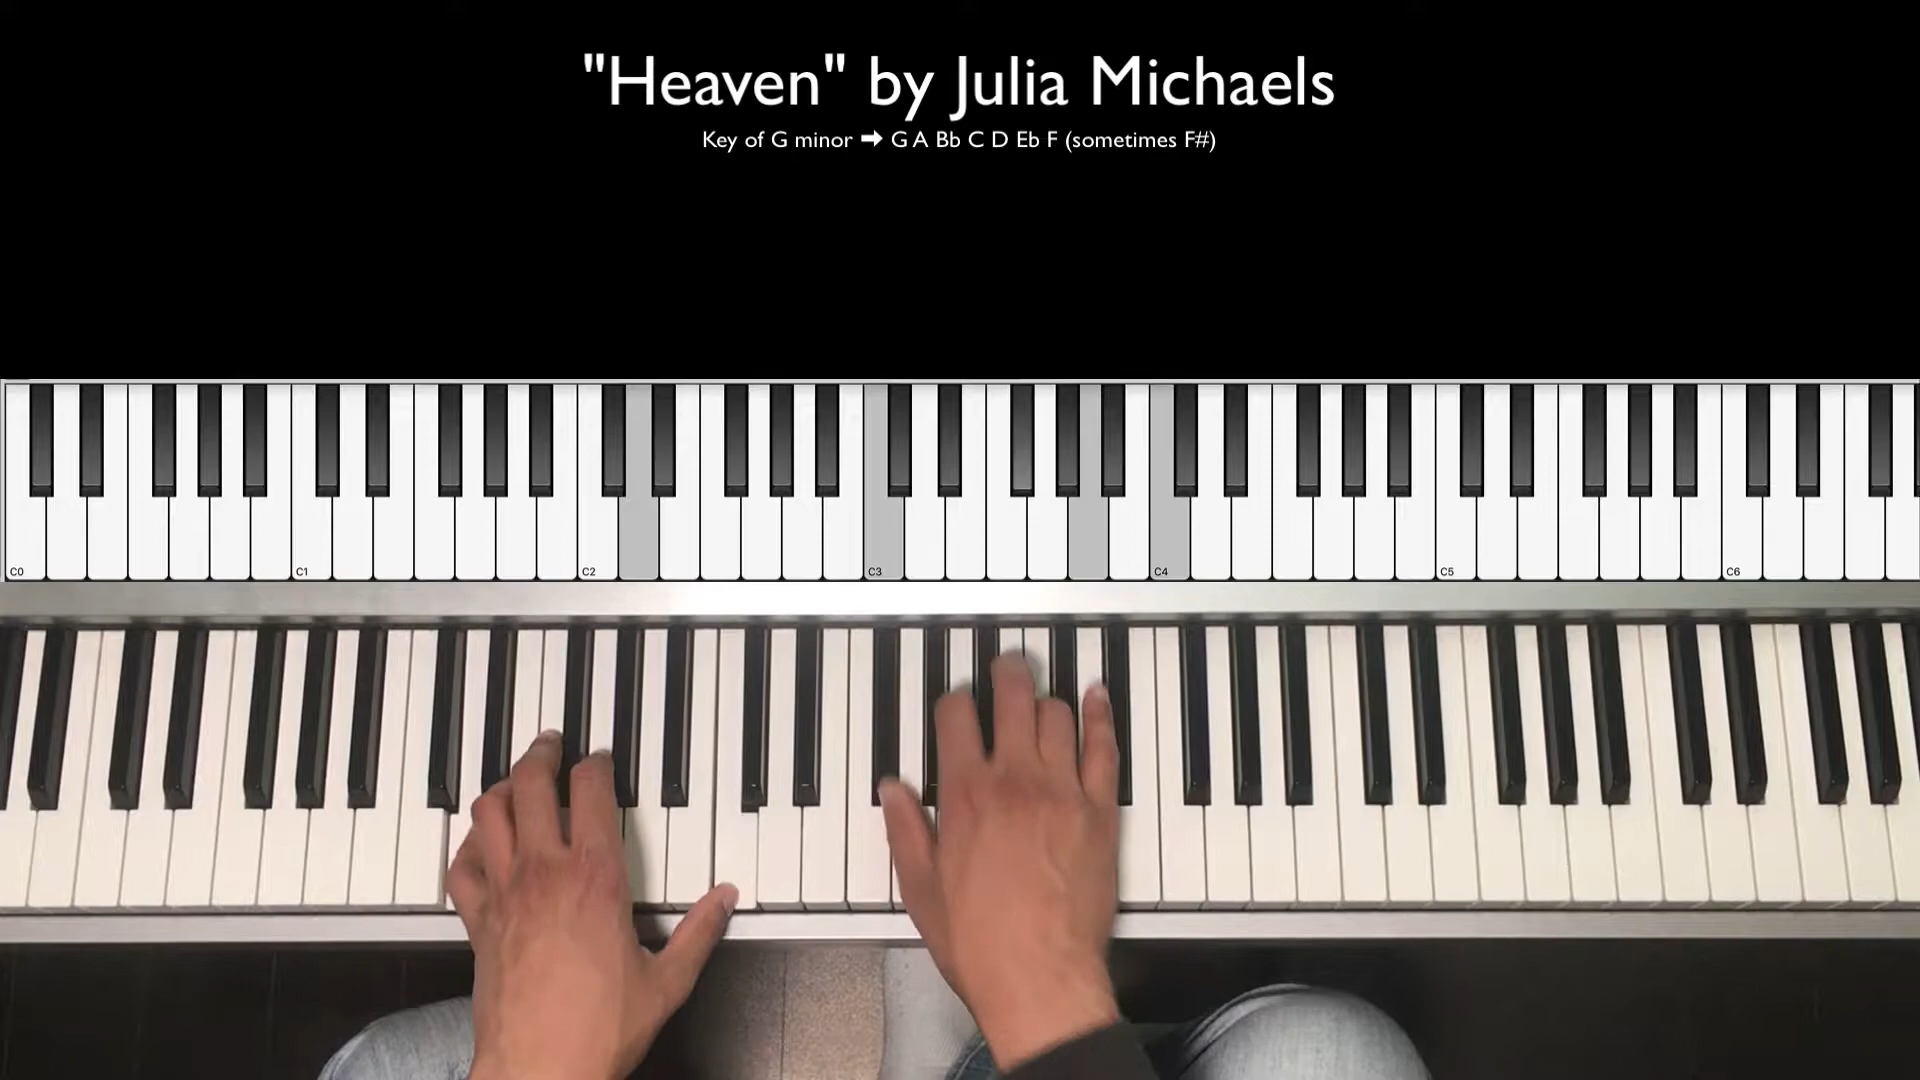 "Heaven" by Julia Michaels
Key of G minor ➡ G A Bb C D Eb F (sometimes F#)
C0 C1 C2 C3 C4 C5 C6